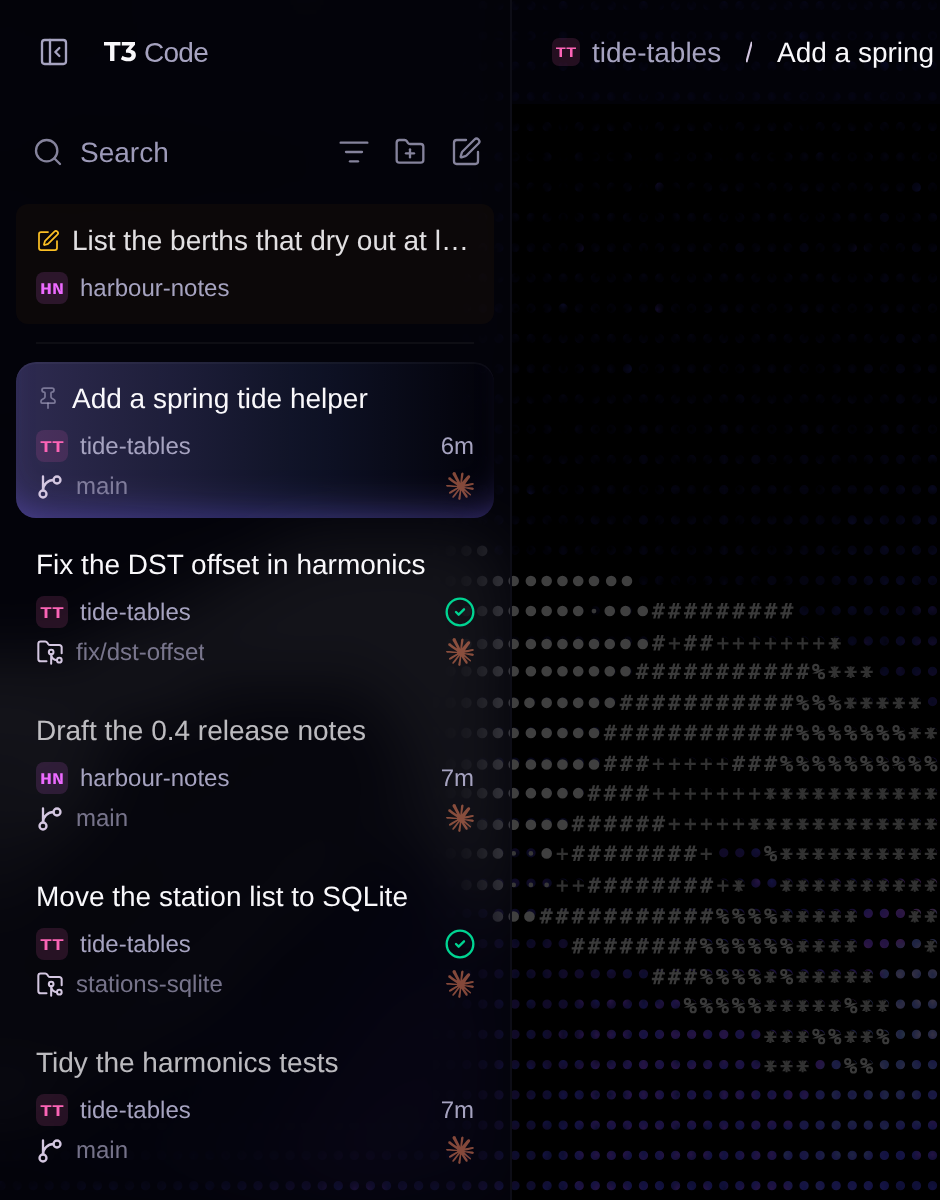 T3 Code
TT tide-tables / Add a spring
Search
List the berths that dry out at l…
HN harbour-notes
Add a spring tide helper
TT tide-tables 6m
main
Fix the DST offset in harmonics
TT tide-tables
fix/dst-offset
Draft the 0.4 release notes
HN harbour-notes 7m
main
Move the station list to SQLite
TT tide-tables
stations-sqlite
Tidy the harmonics tests
TT tide-tables 7m
main